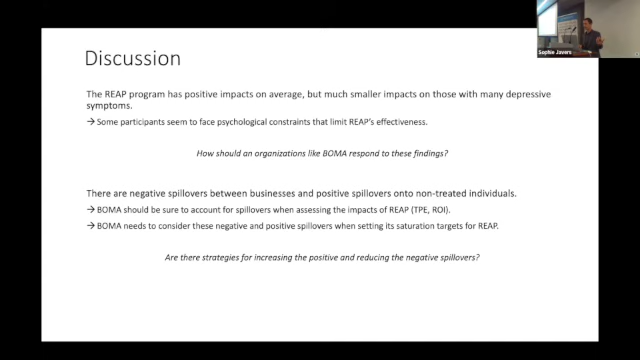 Discussion
The REAP program has positive impacts on average, but much smaller impacts on those with many depressive
symptoms.
→ Some participants seem to face psychological constraints that limit REAP's effectiveness.
How should an organizations like BOMA respond to these findings?
There are negative spillovers between businesses and positive spillovers onto non-treated individuals.
→ BOMA should be sure to account for spillovers when assessing the impacts of REAP (TPE, ROI).
→ BOMA needs to consider these negative and positive spillovers when setting its saturation targets for REAP.
Are there strategies for increasing the positive and reducing the negative spillovers?
Sophie Javers